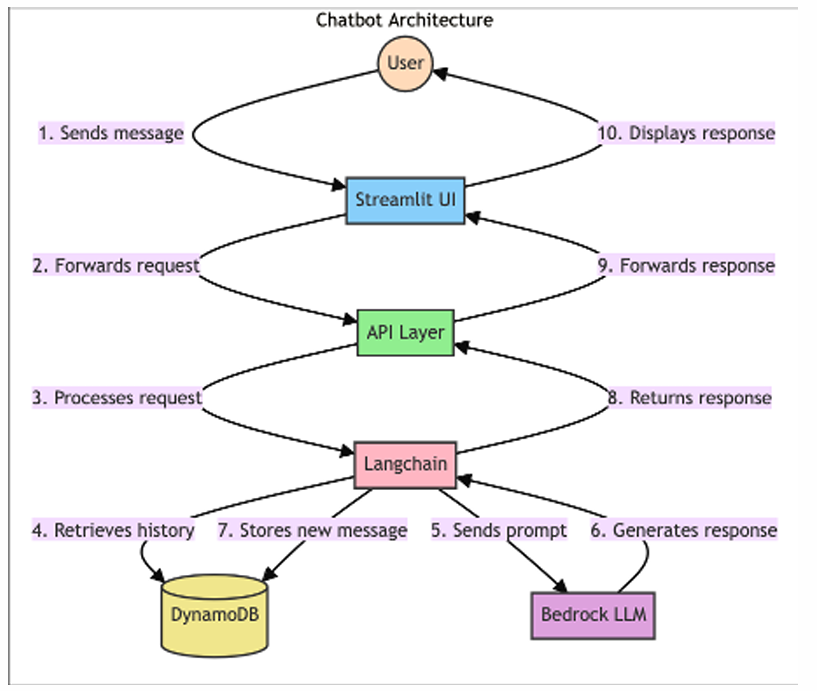 Chatbot Architecture
User
1. Sends message
10. Displays response
Streamlit UI
2. Forwards request
9. Forwards response
API Layer
3. Processes request
8. Returns response
Langchain
4. Retrieves history
7. Stores new message
5. Sends prompt
6. Generates response
DynamoDB
Bedrock LLM